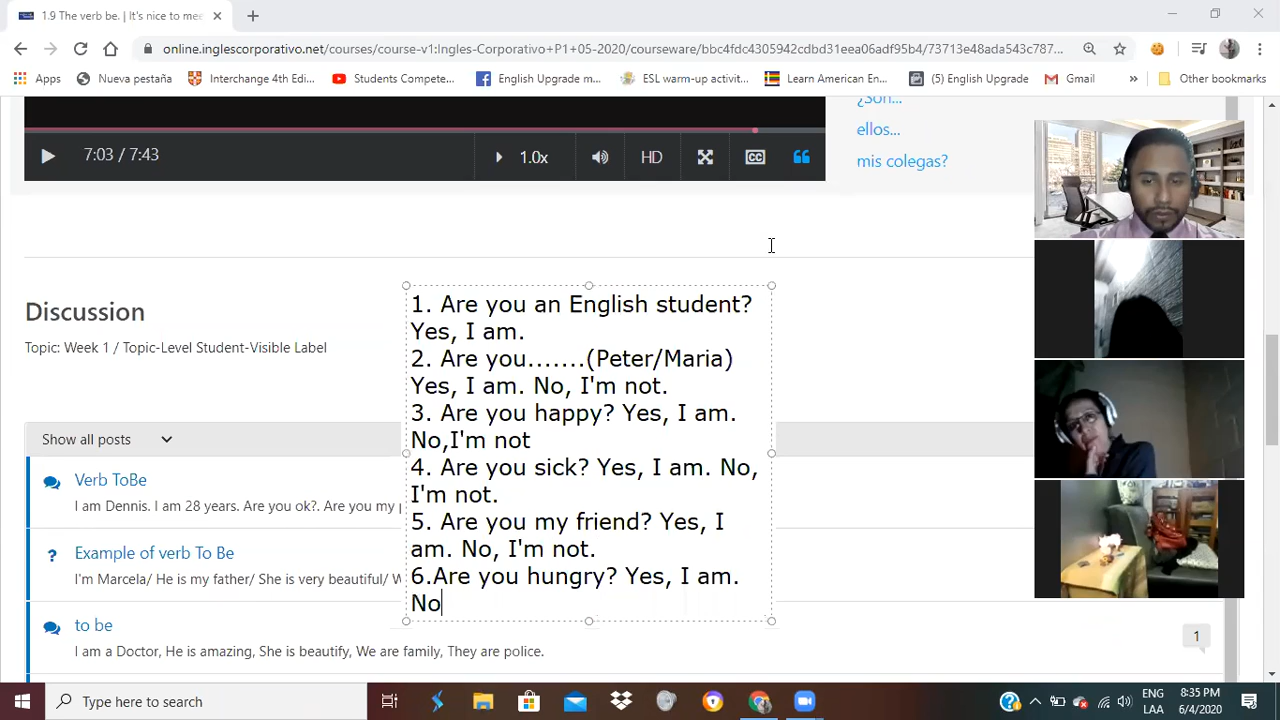 1.9 The verb be. | It's nice to mee
online.inglescorporativo.net/courses/course-v1:Ingles-Corporativo+P1+05-2020/courseware/bbc4fdc4305942cdbd31eea06adf95b4/73713e48ada543c787...
Apps Nueva pestaña Interchange 4th Edi... Students Compete... English Upgrade m... ESL warm-up activit... Learn American En... (5) English Upgrade Gmail » Other bookmarks
¿Son...
ellos...
mis colegas?
7:03 / 7:43 1.0x HD CC
Discussion
Topic: Week 1 / Topic-Level Student-Visible Label
Show all posts
Verb ToBe
I am Dennis. I am 28 years. Are you ok?. Are you my p
Example of verb To Be
I'm Marcela/ He is my father/ She is very beautiful/ W
to be
I am a Doctor, He is amazing, She is beautify, We are family, They are police.
1
1. Are you an English student?
Yes, I am.
2. Are you.......(Peter/Maria)
Yes, I am. No, I'm not.
3. Are you happy? Yes, I am.
No,I'm not
4. Are you sick? Yes, I am. No,
I'm not.
5. Are you my friend? Yes, I
am. No, I'm not.
6.Are you hungry? Yes, I am.
No
Type here to search
ENG
LAA
8:35 PM
6/4/2020